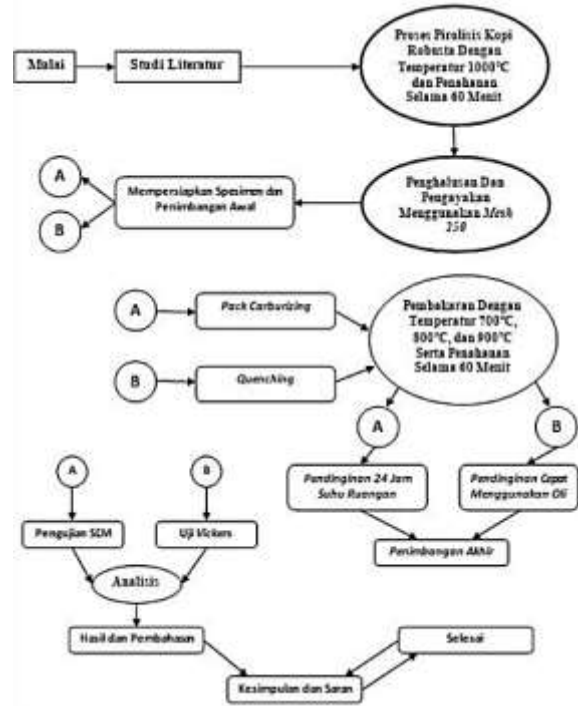 Mulai
Studi Literatur
Proses Pirolisis Kopi
Robusta Dengan
Temperatur 1000°C
dan Penahanan
Selama 60 Menit
A
B
Mempersiapkan Spesimen dan
Penimbangan Awal
Penghalusan Dan
Pengayakan
Menggunakan Mesh
250
A
Pack Carburizing
B
Quenching
Pembakaran Dengan
Temperatur 700°C,
800°C, dan 900°C
Serta Penahanan
Selama 60 Menit
A
B
Pendinginan 24 Jam
Suhu Ruangan
Pendinginan Cepat
Menggunakan Oli
Penimbangan Akhir
A
B
Pengujian SEM
Uji Vickers
Analisis
Hasil dan Pembahasan
Selesai
Kesimpulan dan Saran